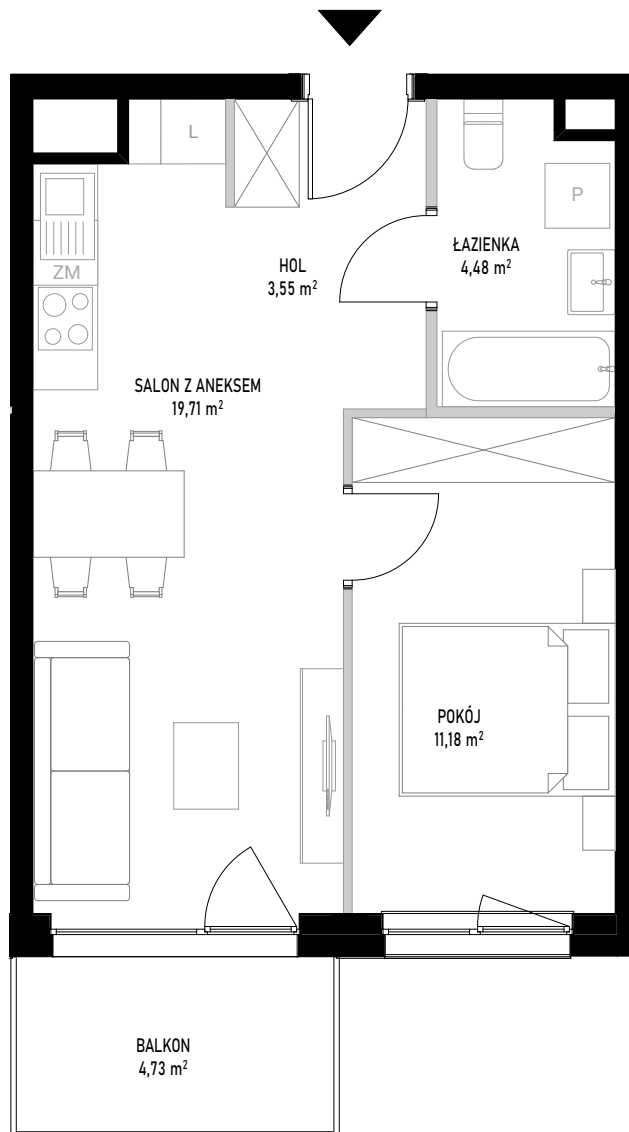 L
P
ŁAZIENKA
4,48 m²
HOL
3,55 m²
ZM
SALON Z ANEKSEM
19,71 m²
POKÓJ
11,18 m²
BALKON
4,73 m²